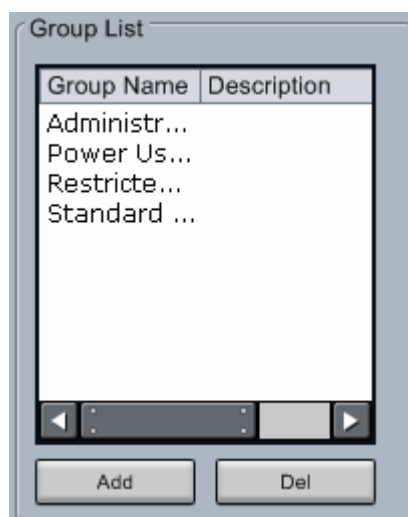 Group List
Group Name Description
Administr...
Power Us...
Restricte...
Standard ...
Add Del